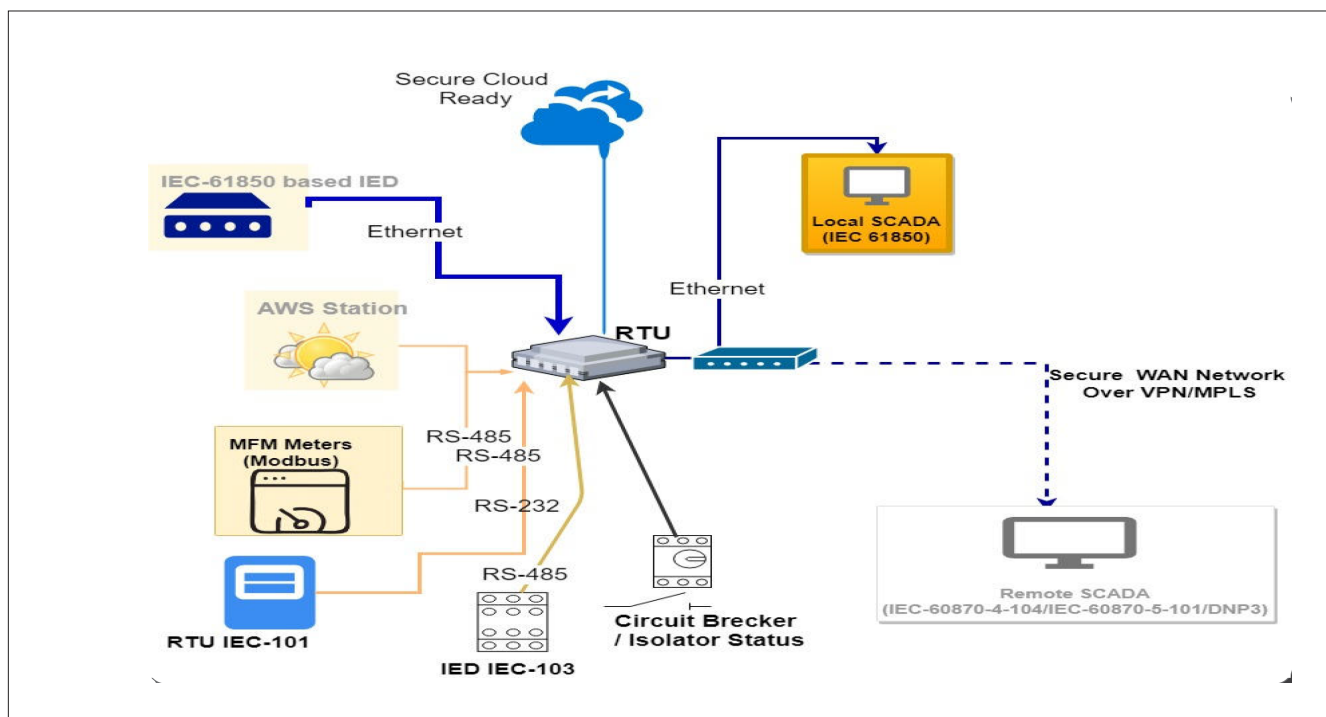 Secure Cloud
Ready
IEC-61850 based IED
Ethernet
Local SCADA
(IEC 61850)
Ethernet
AWS Station
RTU
Secure WAN Network
Over VPN/MPLS
MFM Meters
(Modbus)
RS-485
RS-485
RS-232
RS-485
RTU IEC-101
IED IEC-103
Circuit Brecker
/ Isolator Status
Remote SCADA
(IEC-60870-4-104/IEC-60870-5-101/DNP3)